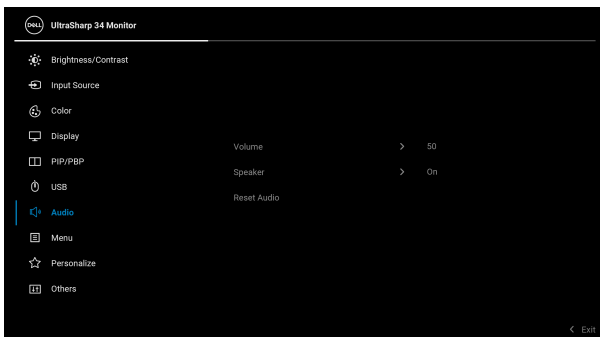 DELL UltraSharp 34 Monitor
Brightness/Contrast
Input Source
Color
Display
PIP/PBP
USB
Audio
Menu
Personalize
Others
Volume > 50
Speaker > On
Reset Audio
< Exit